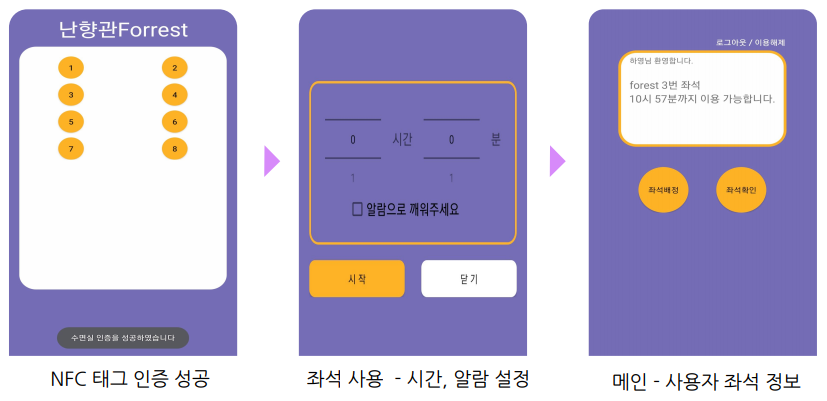 난향관Forrest
1
2
3
4
5
6
7
8
수면실 인증을 성공하였습니다
NFC 태그 인증 성공
0 시간 0 분
1 1
알람으로 깨워주세요
시작 닫기
좌석 사용 - 시간, 알람 설정
로그아웃 / 이용해제
하영님 환영합니다.
forest 3번 좌석
10시 57분까지 이용 가능합니다.
좌석배정 좌석확인
메인 - 사용자 좌석 정보